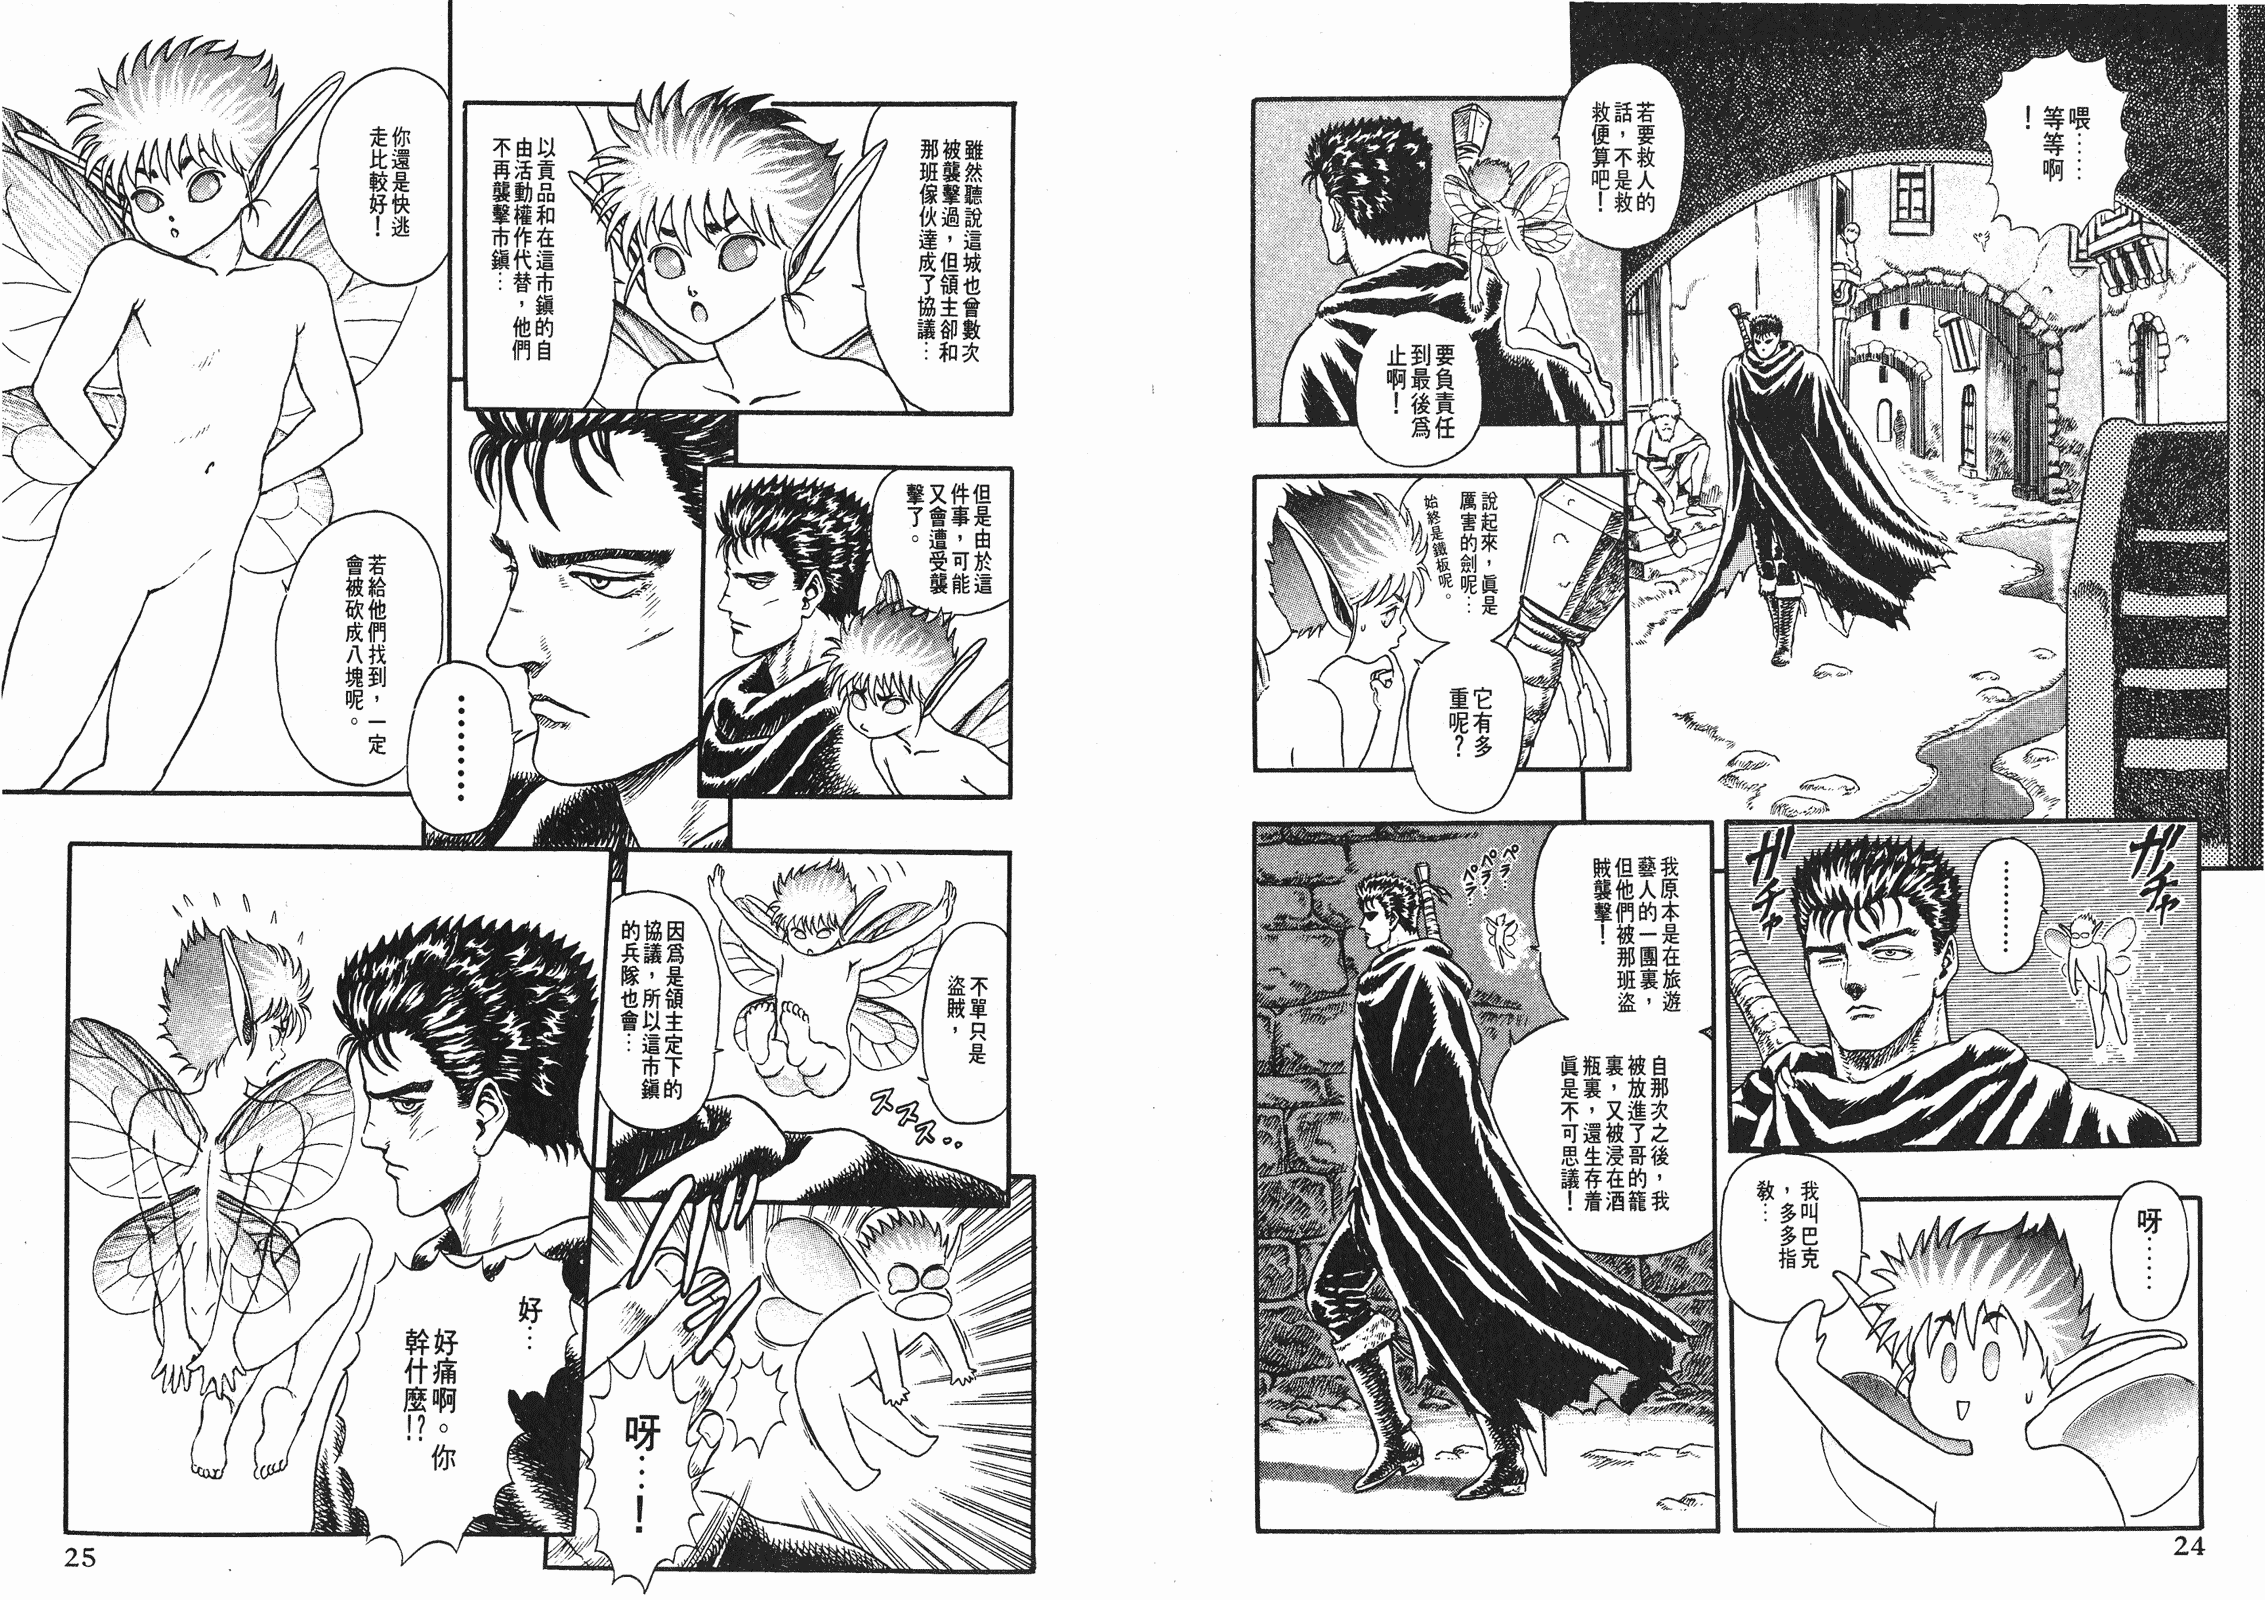 喂……
等等啊
！
若要救人的
話，不是救
救便算吧！
要負責任
到最後爲
止啊！
說起來，眞是
厲害的劍呢…
始終是鐵板呢。
它有多
重呢？
ガチャ
………
ガチャ
呀……
我叫巴克
，多多指
教…
我原本是在旅遊
藝人的一團裏，
但他們被那班盜
賊襲擊！
ペラペラペラ
自那次之後，我
被放進了哥的籠
裏，又被浸在酒
瓶裏，還生存着
眞是不可思議！
24
雖然聽說這城也曾數次
被襲擊過，但領主卻和
那班傢伙達成了協議…
以貢品和在這市鎮的自
由活動權作代替，他們
不再襲擊市鎮…
但是由於這
件事，可能
又會遭受襲
擊了。
………
你還是快逃
走比較好！
若給他們找到，一定
會被砍成八塊呢。
不單只是
盜賊，
因爲是領主定下的
協議，所以這市鎮
的兵隊也會…
ススス…
呀……！
好…
好痛啊。你
幹什麼!?
25